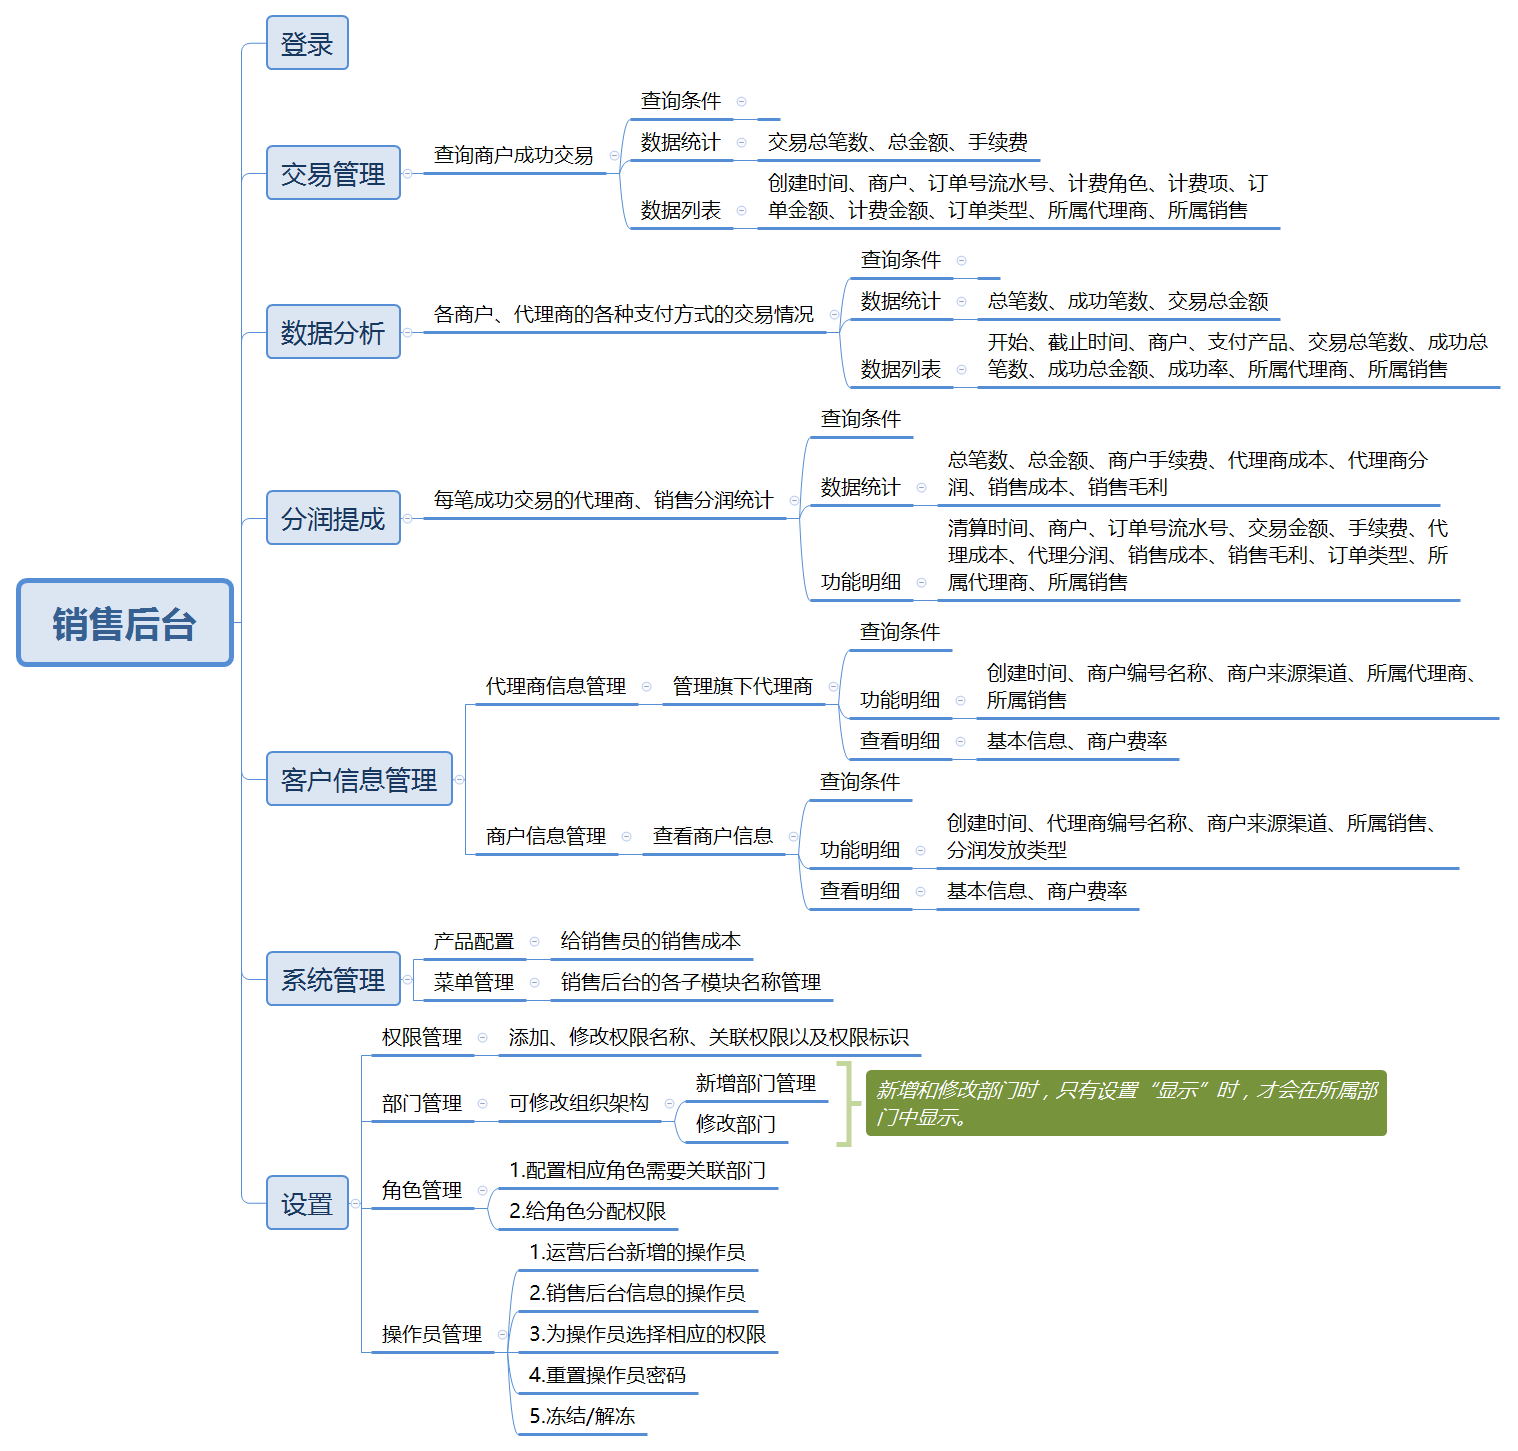 销售后台
登录
交易管理
查询商户成功交易
查询条件
数据统计
交易总笔数、总金额、手续费
数据列表
创建时间、商户、订单号流水号、计费角色、计费项、订
单金额、计费金额、订单类型、所属代理商、所属销售
数据分析
各商户、代理商的各种支付方式的交易情况
查询条件
数据统计
总笔数、成功笔数、交易总金额
数据列表
开始、截止时间、商户、支付产品、交易总笔数、成功总
笔数、成功总金额、成功率、所属代理商、所属销售
分润提成
每笔成功交易的代理商、销售分润统计
查询条件
数据统计
总笔数、总金额、商户手续费、代理商成本、代理商分
润、销售成本、销售毛利
功能明细
清算时间、商户、订单号流水号、交易金额、手续费、代
理成本、代理分润、销售成本、销售毛利、订单类型、所
属代理商、所属销售
客户信息管理
代理商信息管理
管理旗下代理商
查询条件
功能明细
创建时间、商户编号名称、商户来源渠道、所属代理商、
所属销售
查看明细
基本信息、商户费率
商户信息管理
查看商户信息
查询条件
功能明细
创建时间、代理商编号名称、商户来源渠道、所属销售、
分润发放类型
查看明细
基本信息、商户费率
系统管理
产品配置
给销售员的销售成本
菜单管理
销售后台的各子模块名称管理
设置
权限管理
添加、修改权限名称、关联权限以及权限标识
部门管理
可修改组织架构
新增部门管理
修改部门
新增和修改部门时，只有设置“显示”时，才会在所属部
门中显示。
角色管理
1.配置相应角色需要关联部门
2.给角色分配权限
操作员管理
1.运营后台新增的操作员
2.销售后台信息的操作员
3.为操作员选择相应的权限
4.重置操作员密码
5.冻结/解冻